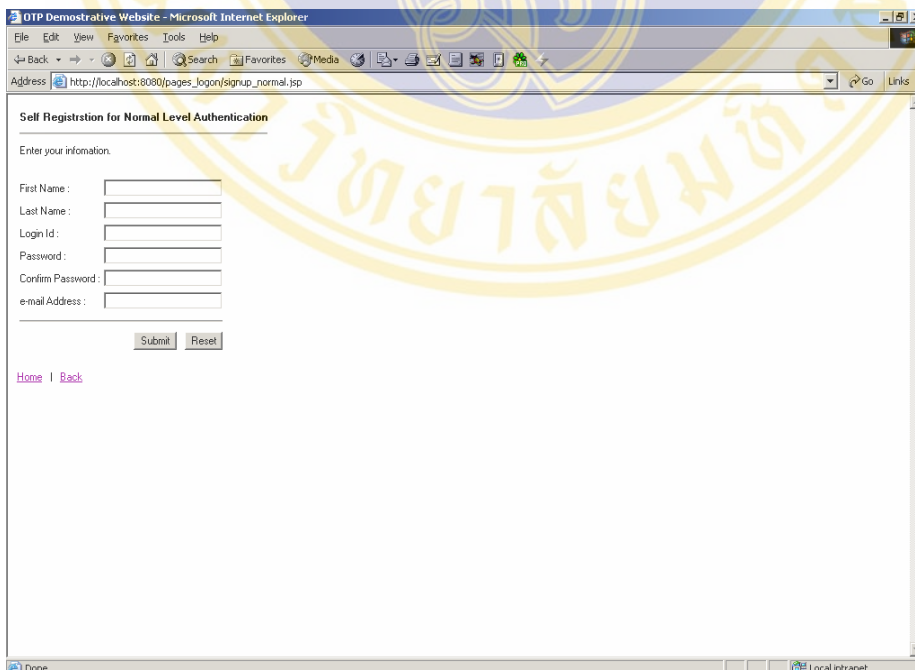 OTP Demostrative Website - Microsoft Internet Explorer
File Edit View Favorites Tools Help
Back Search Favorites Media
Address http://localhost:8080/pages_logon/signup_normal.jsp Go Links
Self Registrstion for Normal Level Authentication
Enter your infomation.
First Name :
Last Name :
Login Id :
Password :
Confirm Password :
e-mail Address :
Submit Reset
Home | Back
Done Local intranet